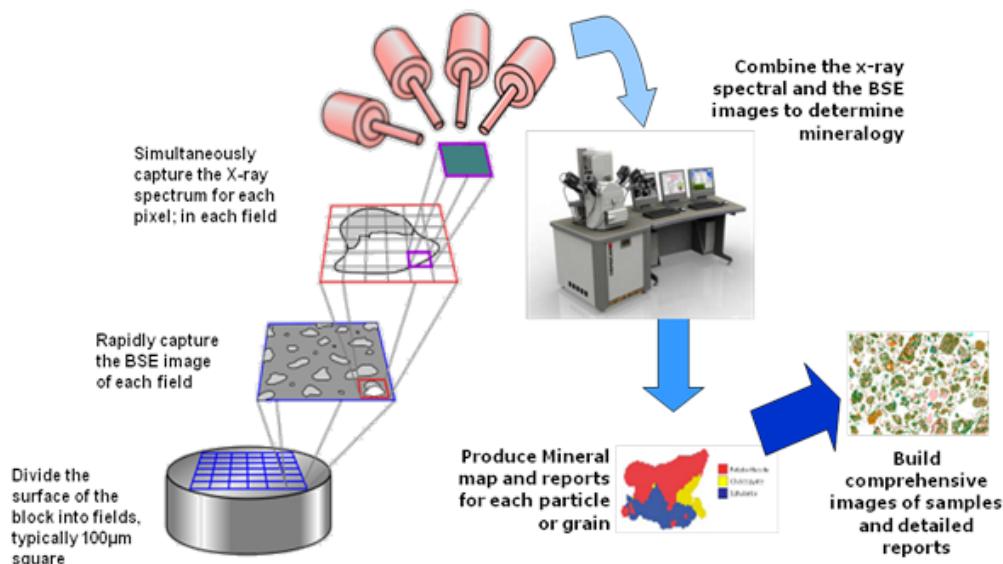 Combine the x-ray
spectral and the BSE
images to determine
mineralogy
Simultaneously
capture the X-ray
spectrum for each
pixel; in each field
Rapidly capture
the BSE image
of each field
Divide the
surface of the
block into fields,
typically 100µm
square
Produce Mineral
map and reports
for each particle
or grain
Build
comprehensive
images of samples
and detailed
reports